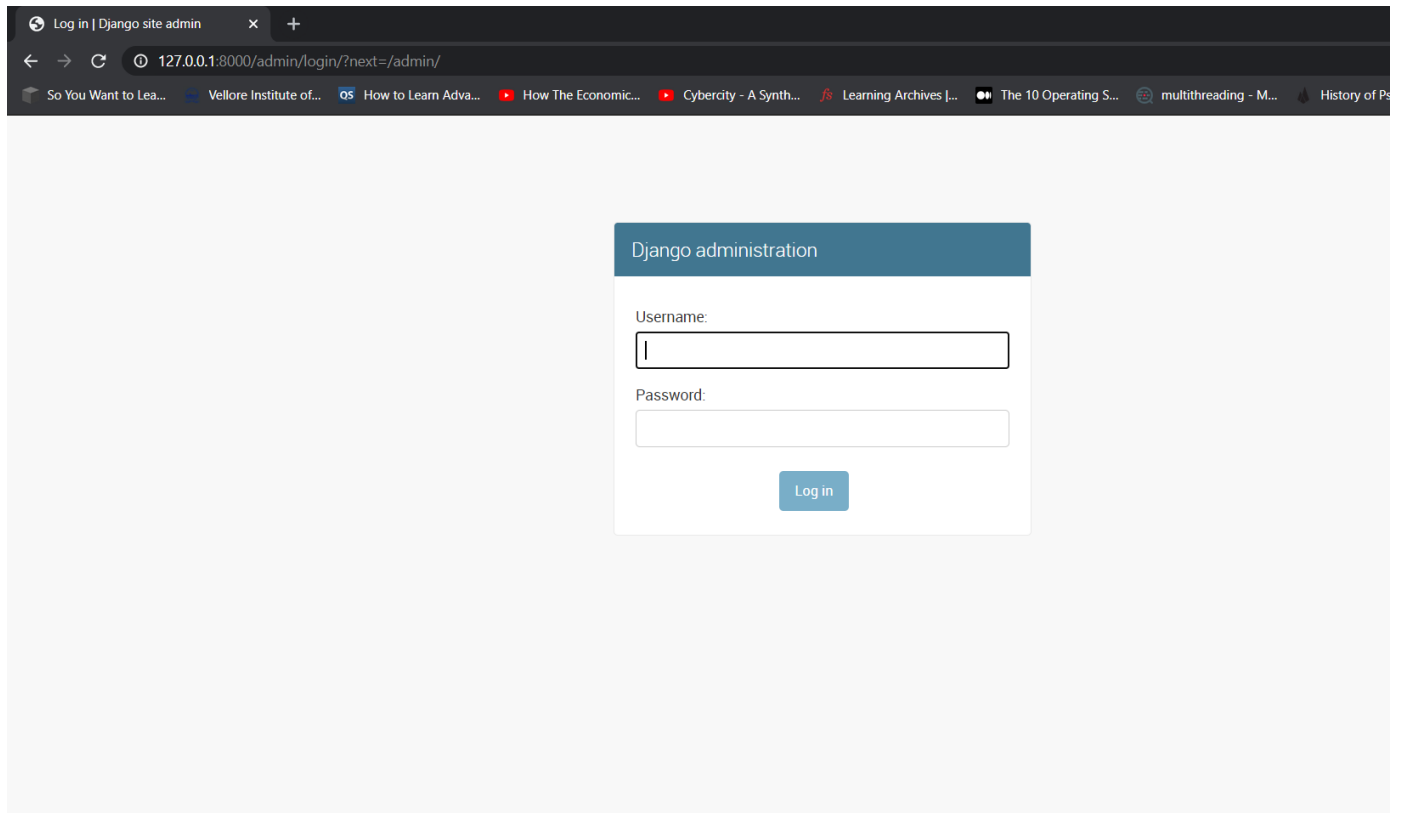 Log in | Django site admin
127.0.0.1:8000/admin/login/?next=/admin/
So You Want to Lea... Vellore Institute of... QS How to Learn Adva... How The Economic... Cybercity - A Synth... fs Learning Archives |... The 10 Operating S... multithreading - M... History of Ps
Django administration
Username:
Password:
Log in